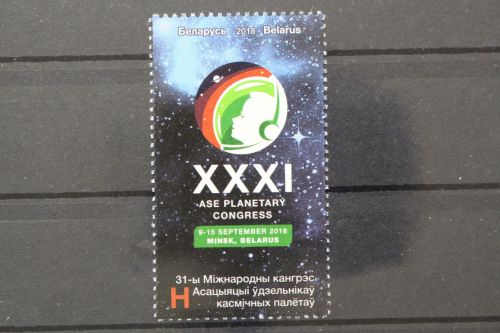 Беларусь 2018 Belarus
XXXI
ASE PLANETARY
CONGRESS
9-15 SEPTEMBER 2018
MINSK, BELARUS
31-ы Міжнародны кангрэс
H Асацыяцыі ўдзельнікаў
касмічных палётаў